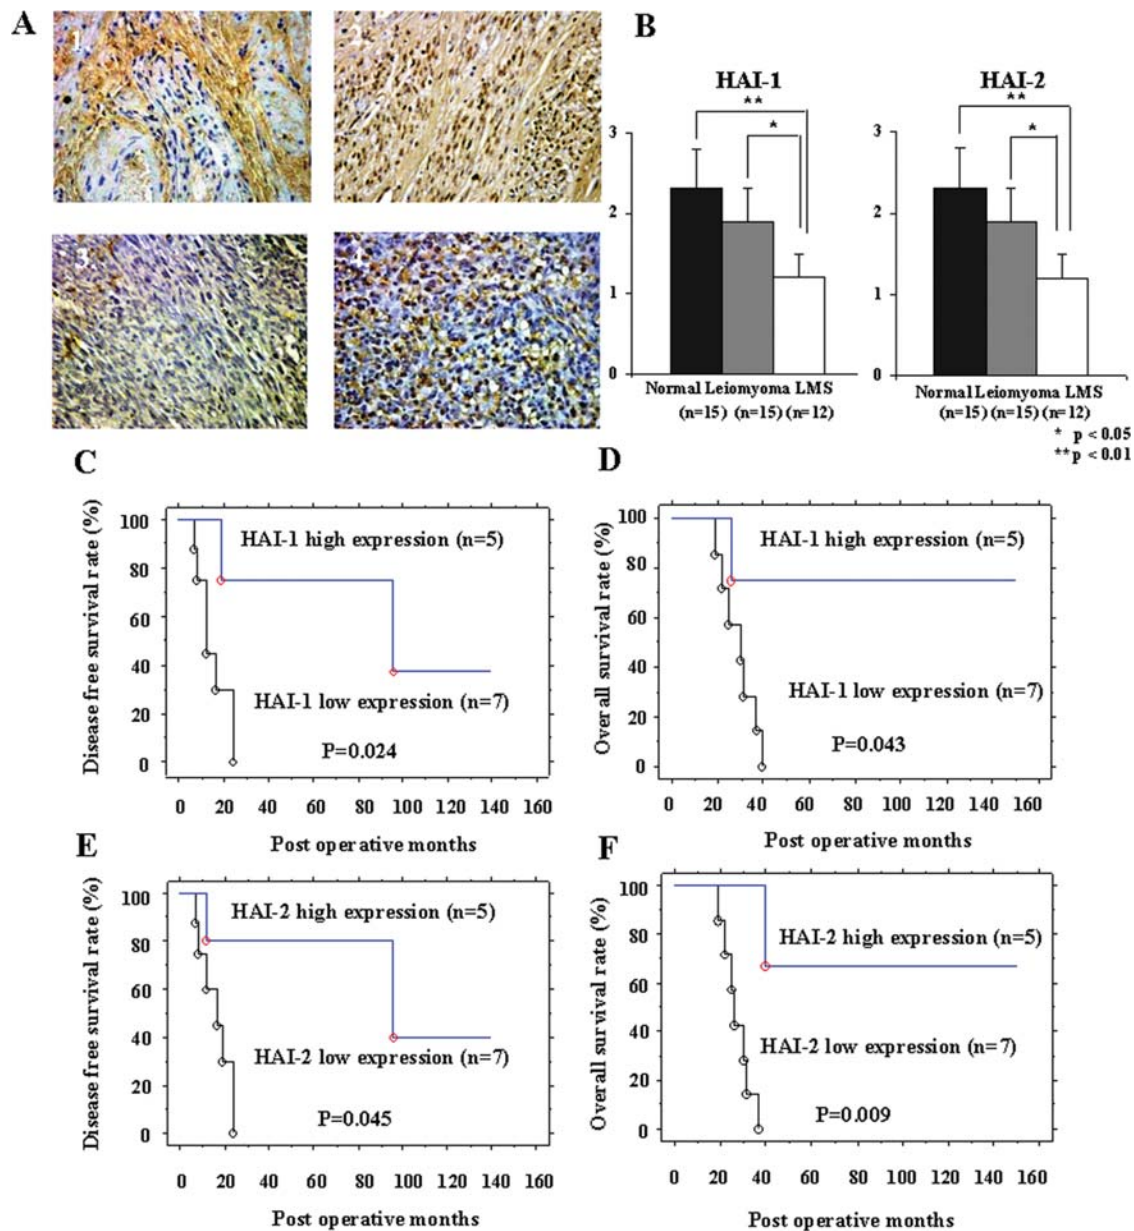 A
1
2
3
4
B
HAI-1
**
*
3
2
1
0
Normal Leiomyoma LMS
(n=15) (n=15) (n=12)
HAI-2
**
*
3
2
1
0
Normal Leiomyoma LMS
(n=15) (n=15) (n=12)
* p < 0.05
** p < 0.01
C
Disease free survival rate (%)
100
80
60
40
20
0
HAI-1 high expression (n=5)
HAI-1 low expression (n=7)
P=0.024
0 20 40 60 80 100 120 140 160
Post operative months
D
Overall survival rate (%)
100
80
60
40
20
0
HAI-1 high expression (n=5)
HAI-1 low expression (n=7)
P=0.043
0 20 40 60 80 100 120 140 160
Post operative months
E
Disease free survival rate (%)
100
80
60
40
20
0
HAI-2 high expression (n=5)
HAI-2 low expression (n=7)
P=0.045
0 20 40 60 80 100 120 140 160
Post operative months
F
Overall survival rate (%)
100
80
60
40
20
0
HAI-2 high expression (n=5)
HAI-2 low expression (n=7)
P=0.009
0 20 40 60 80 100 120 140 160
Post operative months